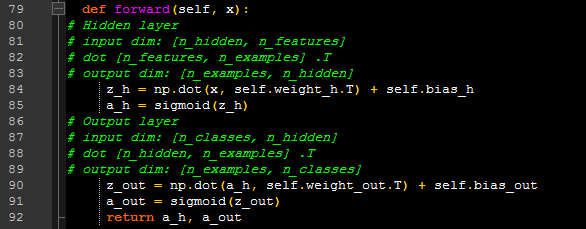 79 def forward(self, x):
80 # Hidden layer
81 # input dim: [n_hidden, n_features]
82 # dot [n_features, n_examples] .T
83 # output dim: [n_examples, n_hidden]
84 z_h = np.dot(x, self.weight_h.T) + self.bias_h
85 a_h = sigmoid(z_h)
86 # Output layer
87 # input dim: [n_classes, n_hidden]
88 # dot [n_hidden, n_examples] .T
89 # output dim: [n_examples, n_classes]
90 z_out = np.dot(a_h, self.weight_out.T) + self.bias_out
91 a_out = sigmoid(z_out)
92 return a_h, a_out